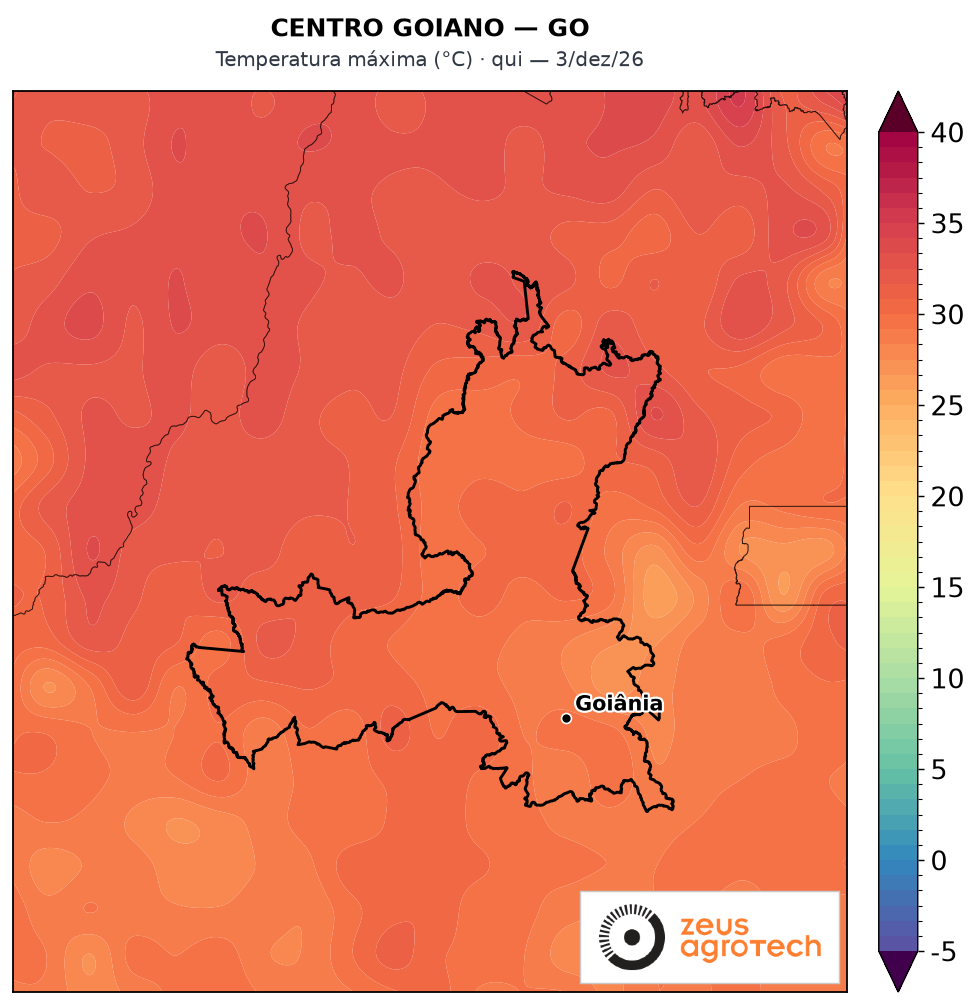 CENTRO GOIANO — GO
Temperatura máxima (°C) · qui — 3/dez/26
40
35
30
25
20
15
10
5
0
-5
Goiânia
zeus
agrotech